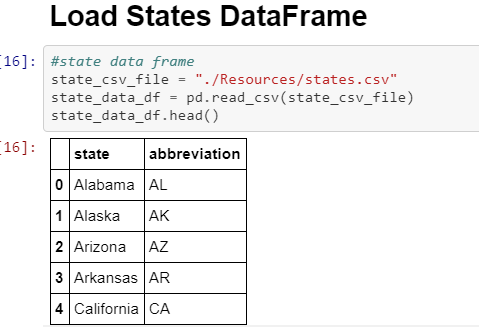 Load States DataFrame
[16]: #state data frame
state_csv_file = "./Resources/states.csv"
state_data_df = pd.read_csv(state_csv_file)
state_data_df.head()
[16]:
state abbreviation
0 Alabama AL
1 Alaska AK
2 Arizona AZ
3 Arkansas AR
4 California CA